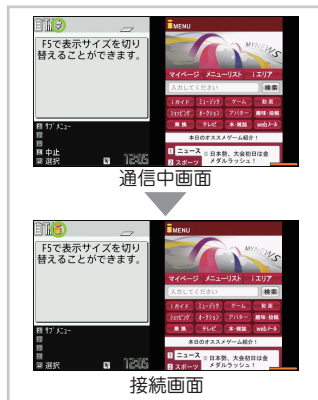 F5で表示サイズを切り
替えることができます。
サブメニュー
中止
選択
12:05
MENU
MYNEWS
マイページ メニューリスト iエリア
入力してください 検索
iガイド ミュージック ゲーム 動画
ショッピング オークション アバター 趣味・投稿
乗換 テレビ 本・雑誌 webメール
本日のオススメゲーム紹介!
1 ニュース 日本勢、大会初日は金
2 スポーツ メダルラッシュ!
通信中画面
F5で表示サイズを切り
替えることができます。
サブメニュー
選択
12:05
MENU
MYNEWS
マイページ メニューリスト iエリア
入力してください 検索
iガイド ミュージック ゲーム 動画
ショッピング オークション アバター 趣味・投稿
乗換 テレビ 本・雑誌 webメール
本日のオススメゲーム紹介!
1 ニュース 日本勢、大会初日は金
2 スポーツ メダルラッシュ!
接続画面